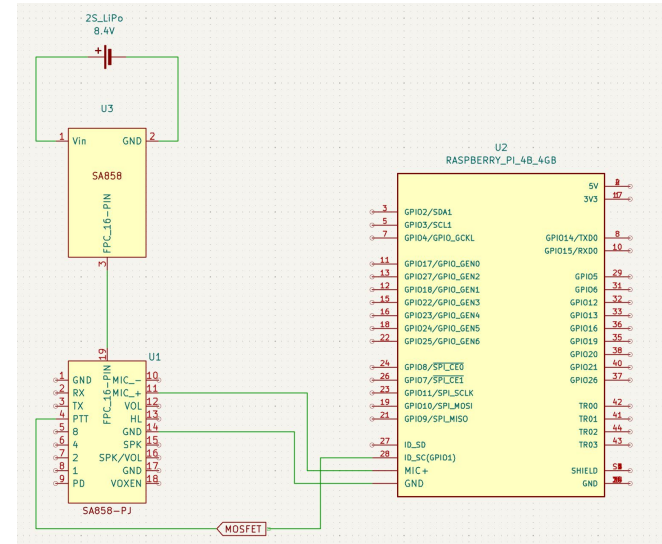 2S_LiPo
8.4V
+
U3
1 Vin GND 2
SA858
FPC_16-PIN
3
U2
RASPBERRY_PI_4B_4GB
5V
3V3 17
3 GPIO2/SDA1
5 GPIO3/SCL1
7 GPIO4/GPIO_GCKL
GPIO14/TXD0 8
GPIO15/RXD0 10
11 GPIO17/GPIO_GEN0
13 GPIO27/GPIO_GEN2
12 GPIO18/GPIO_GEN1
15 GPIO22/GPIO_GEN3
16 GPIO23/GPIO_GEN4
18 GPIO24/GPIO_GEN5
22 GPIO25/GPIO_GEN6
GPIO5 29
GPIO6 31
GPIO12 32
GPIO13 33
GPIO16 36
GPIO19 35
GPIO20 38
GPIO21 40
GPIO26 37
24 GPIO8/SPI_CE0
26 GPIO7/SPI_CE1
23 GPIO11/SPI_SCLK
19 GPIO10/SPI_MOSI
21 GPIO9/SPI_MISO
TR00 42
TR01 41
TR02 44
TR03 43
27 ID_SD
28 ID_SC(GPIO1)
MIC+
GND
SHIELD
GND
19
U1
FPC_16-PIN
1 GND MIC_- 10
2 RX MIC_+ 11
3 TX VOL 12
4 PTT HL 13
5 8 GND 14
6 4 SPK 15
7 2 SPK/VOL 16
8 1 GND 17
9 PD VOXEN 18
SA858-PJ
MOSFET